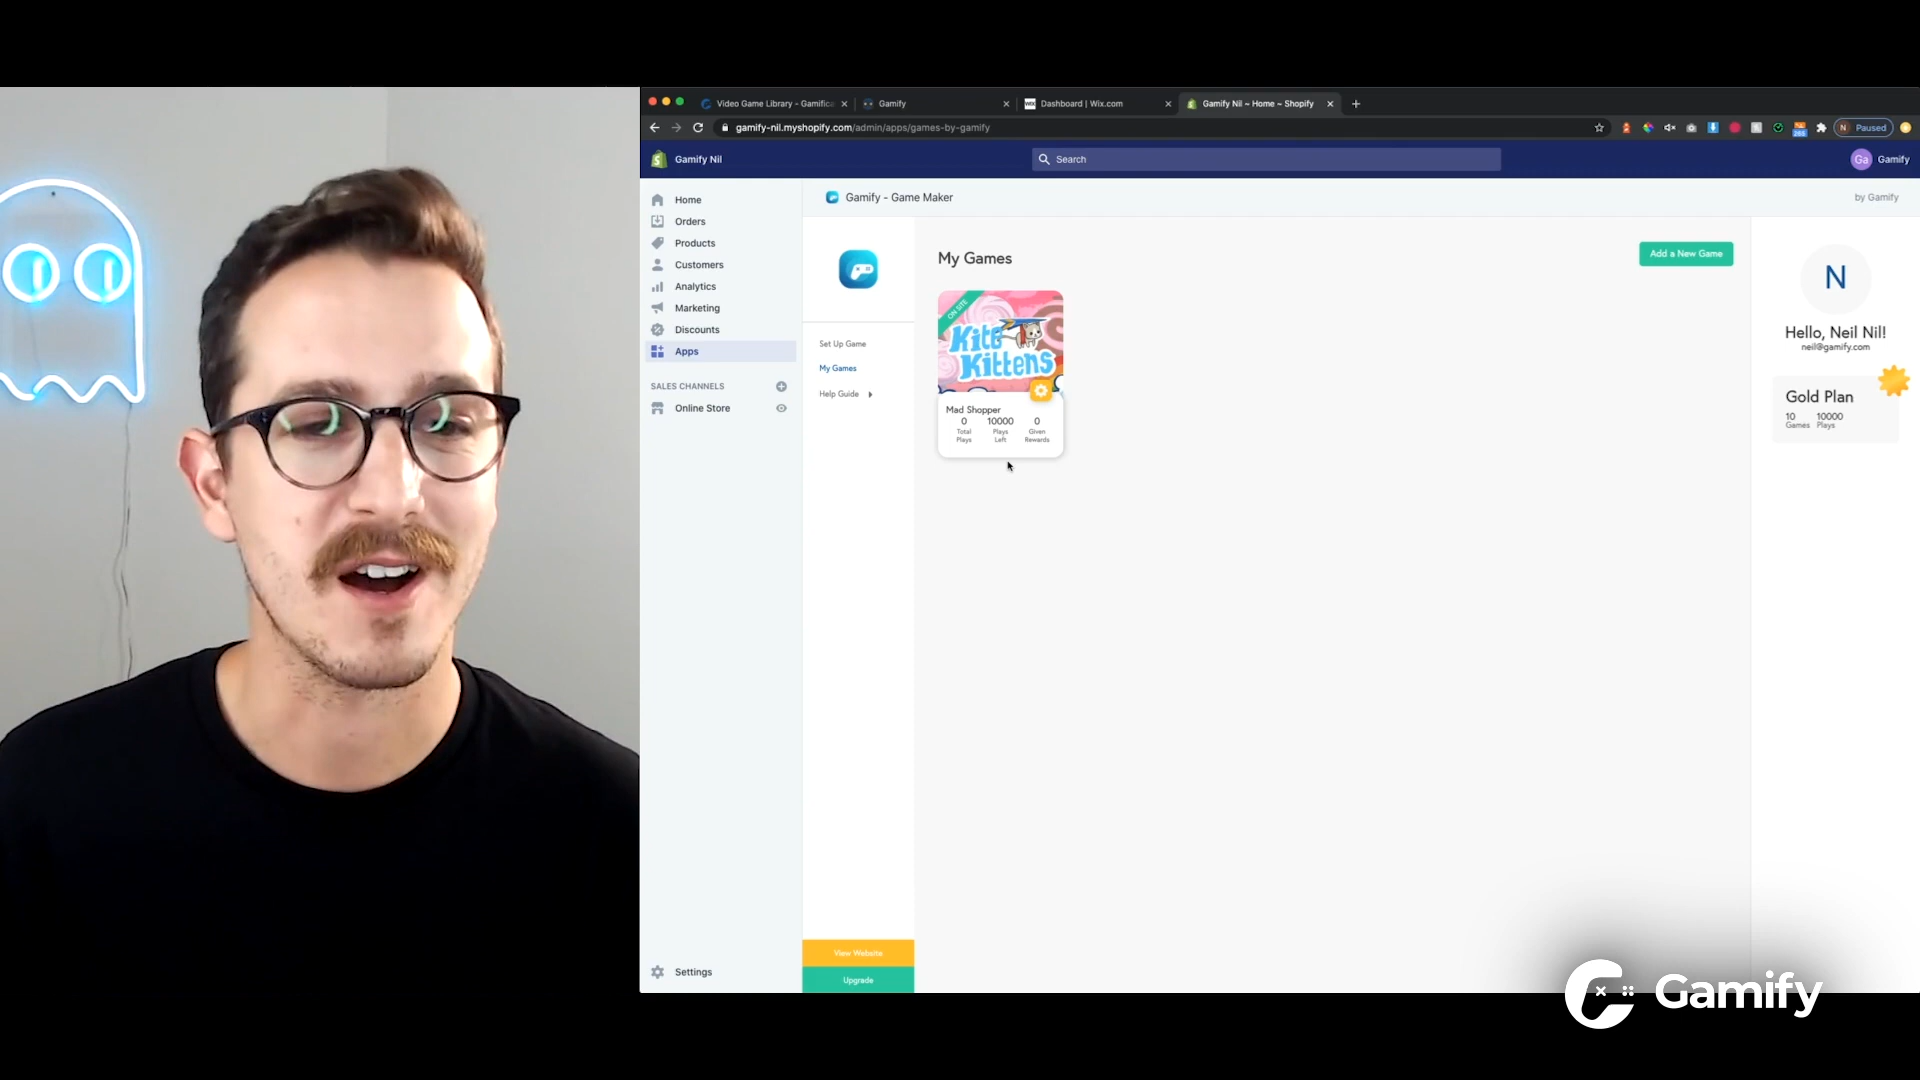 Video Game Library - Gamifica
Gamify
Dashboard | Wix.com
Gamify Nil ~ Home ~ Shopify
gamify-nil.myshopify.com/admin/apps/games-by-gamify
N Paused
Gamify Nil
Search
Ga Gamify
Home
Orders
Products
Customers
Analytics
Marketing
Discounts
Apps
SALES CHANNELS
Online Store
Settings
Gamify - Game Maker
by Gamify
Set Up Game
My Games
Help Guide
View Website
Upgrade
My Games
Add a New Game
ON SITE
Kite
Kittens
Mad Shopper
0 10000 0
Total Plays Given
Plays Left Rewards
N
Hello, Neil Nil!
neil@gamify.com
Gold Plan
10 10000
Games Plays
Gamify